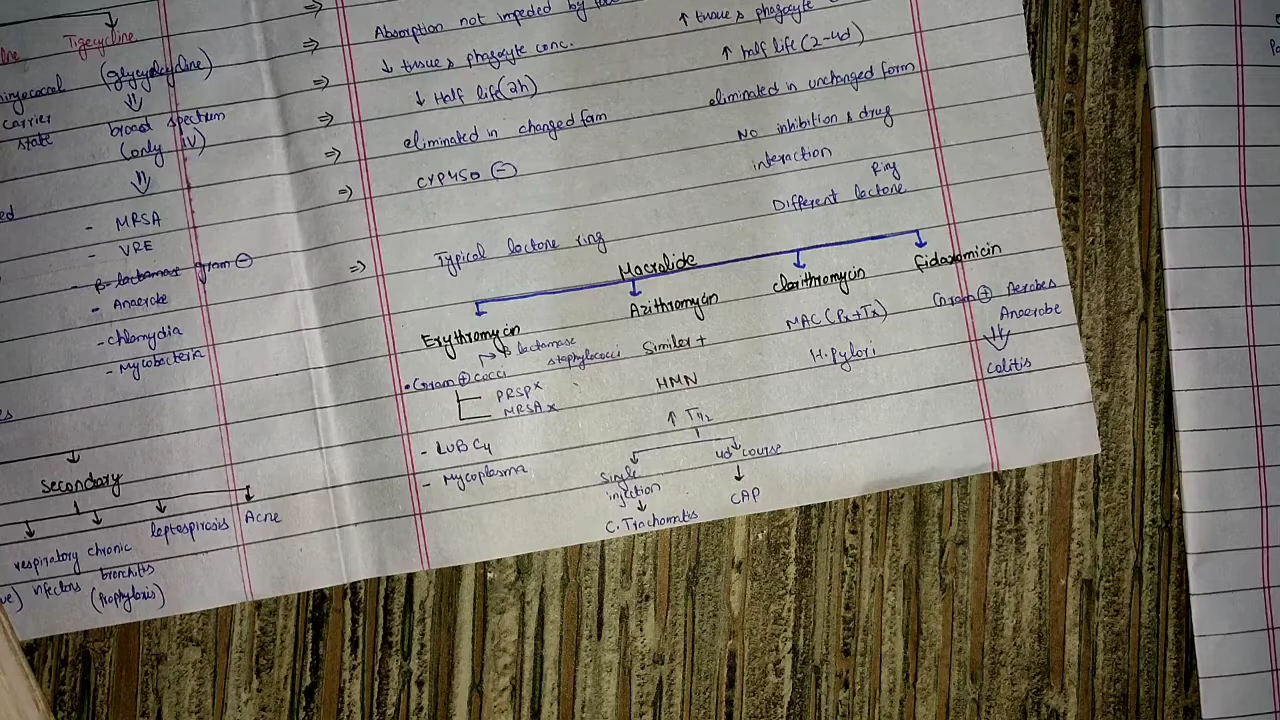 Tigecycline
(glycylcycline)
carrier
state
broad spectrum
(only IV)
- MRSA
- VRE
- β-lactamase gram ⊖
- Anaerobe
- chlamydia
- Mycobacteria
secondary
respiratory
infections
chronic
bronchitis
(prophylaxis)
leptospirosis
Acne
⇒ Absorption not impeded by
⇒ ↓ tissue & phagocyte conc.
⇒ ↓ Half life (2h)
⇒ eliminated in changed form
⇒ CYP450 ⊖
⇒ Typical lactone ring
↑ tissue & phagocyte
↑ half life (2-4d)
eliminated in unchanged form
No inhibition & drug
interaction
Different lactone Ring
Macrolide
Erythromycin
β lactamase
staphylococci
• Gram ⊕ cocci
PRSP x
MRSA x
- LUBC4
- Mycoplasma
Azithromycin
Similer +
HMN
↑ T1/2
Single
injection
C. Trachomatis
4d course
CAP
clarithromycin
MAC (Px+Tx)
H. pylori
fidaxomicin
Gram ⊕ Aerobes
Anaerobe
colitis